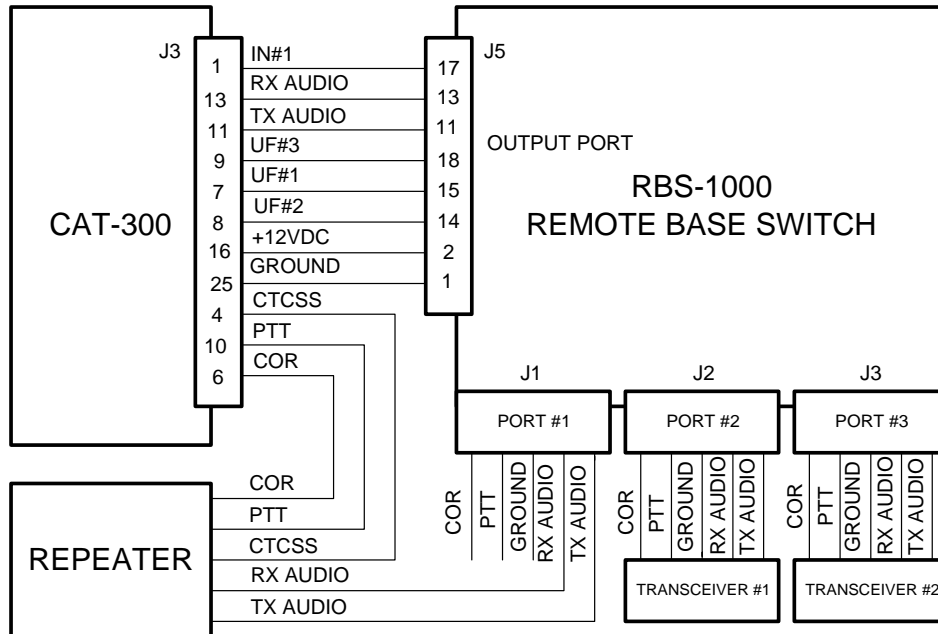 J3
J5
1 IN#1 17
13 RX AUDIO 13
11 TX AUDIO 11
9 UF#3 18
7 UF#1 15
8 UF#2 14
16 +12VDC 2
25 GROUND 1
4 CTCSS
10 PTT
6 COR
CAT-300
OUTPUT PORT
RBS-1000
REMOTE BASE SWITCH
J1
J2
J3
PORT #1
PORT #2
PORT #3
COR
PTT
GROUND
RX AUDIO
TX AUDIO
COR
PTT
GROUND
RX AUDIO
TX AUDIO
COR
PTT
GROUND
RX AUDIO
TX AUDIO
TRANSCEIVER #1
TRANSCEIVER #2
REPEATER
COR
PTT
CTCSS
RX AUDIO
TX AUDIO